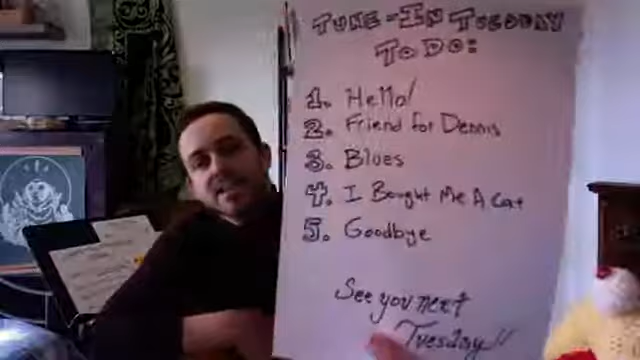 TUNE-IN TUESDAY
TO DO:
1. Hello!
2. Friend for Dennis
3. Blues
4. I Bought Me A Cat
5. Goodbye
See you next
Tuesday!!